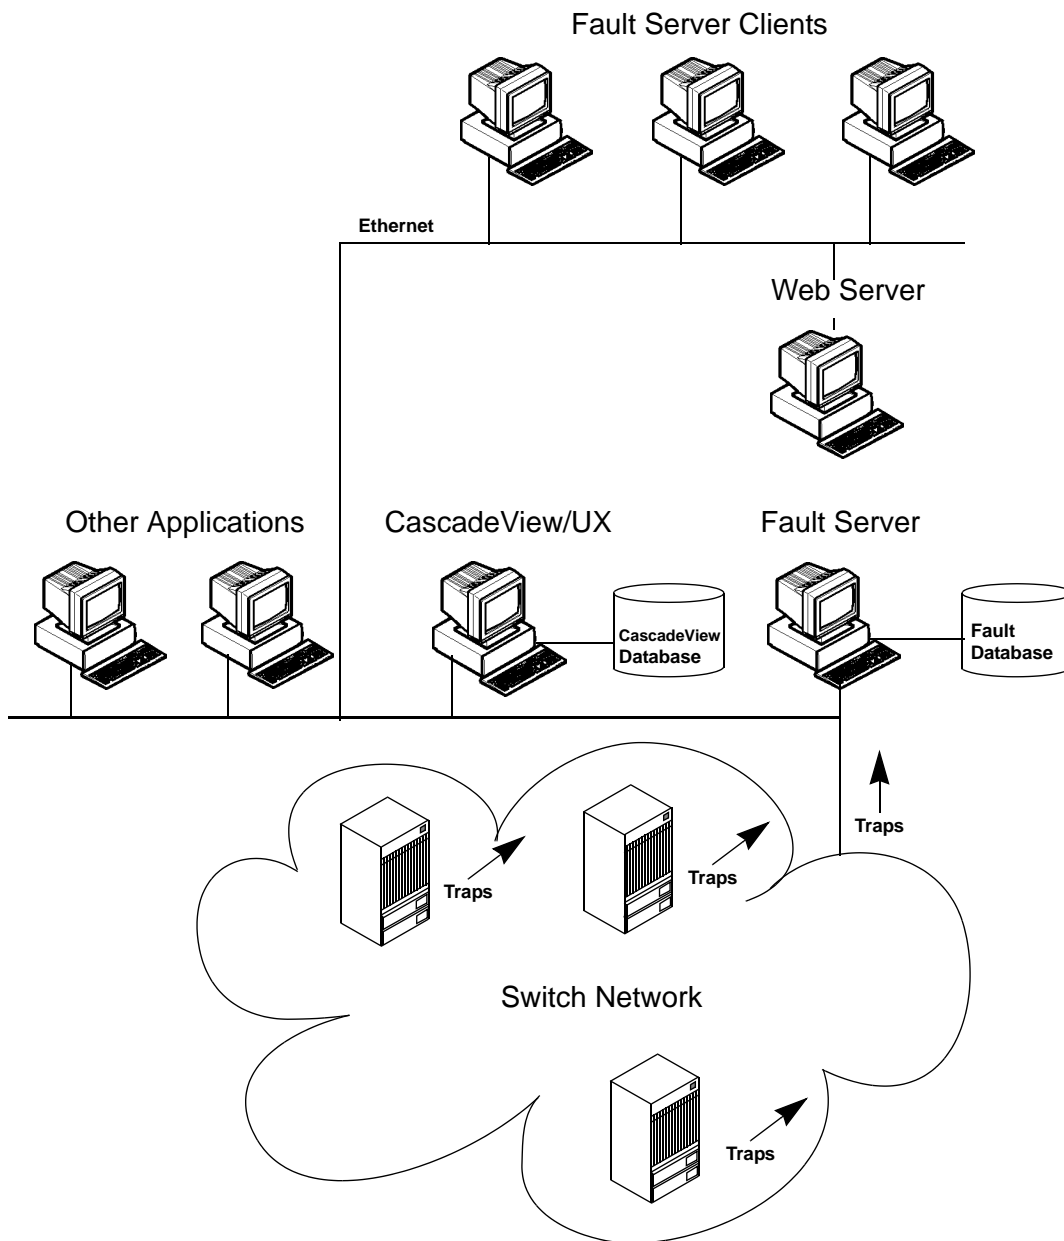 Fault Server Clients
Ethernet
Web Server
Other Applications
CascadeView/UX
Fault Server
CascadeView
Database
Fault
Database
Traps
Traps
Traps
Switch Network
Traps